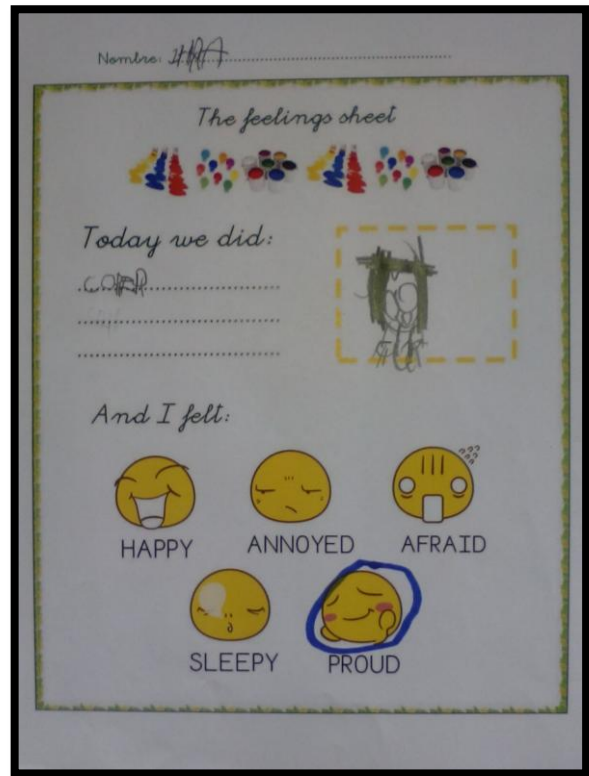 Nombre:
The feelings sheet
Today we did:
And I felt:
HAPPY
ANNOYED
AFRAID
SLEEPY
PROUD